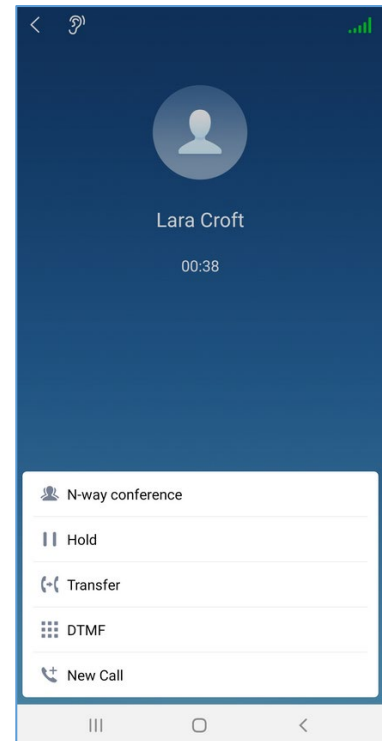 Lara Croft
00:38
N-way conference
Hold
Transfer
DTMF
New Call